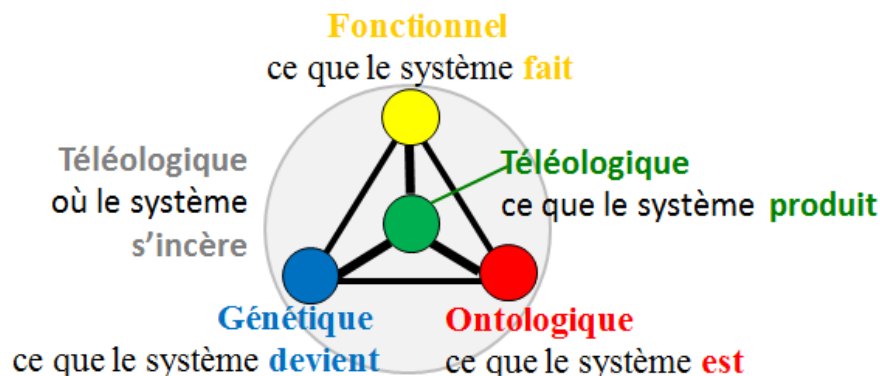 Fonctionnel
ce que le système fait
Téléologique
où le système
s'incère
Téléologique
ce que le système produit
Génétique
ce que le système devient
Ontologique
ce que le système est